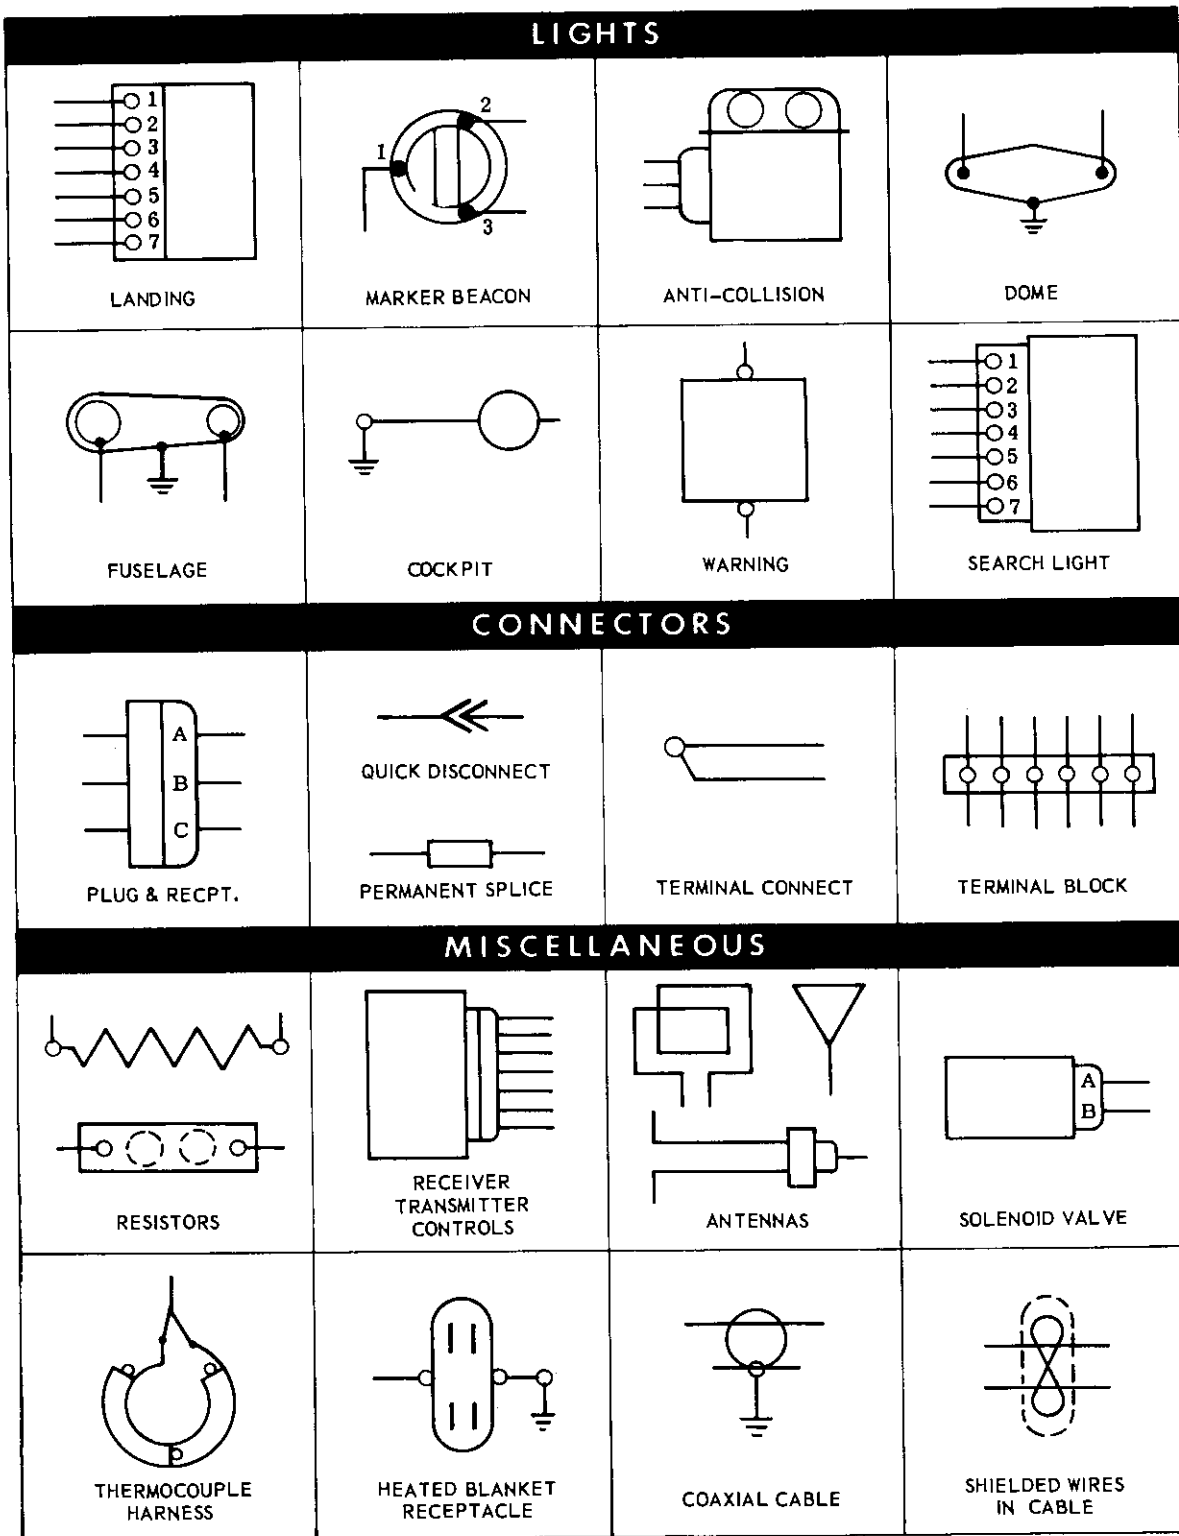 LIGHTS
1
2
3
4
5
6
7
LANDING
1
2
3
MARKER BEACON
ANTI-COLLISION
DOME
FUSELAGE
COCKPIT
WARNING
1
2
3
4
5
6
7
SEARCH LIGHT
CONNECTORS
A
B
C
PLUG & RECPT.
QUICK DISCONNECT
PERMANENT SPLICE
TERMINAL CONNECT
TERMINAL BLOCK
MISCELLANEOUS
RESISTORS
RECEIVER
TRANSMITTER
CONTROLS
ANTENNAS
A
B
SOLENOID VALVE
THERMOCOUPLE
HARNESS
HEATED BLANKET
RECEPTACLE
COAXIAL CABLE
SHIELDED WIRES
IN CABLE